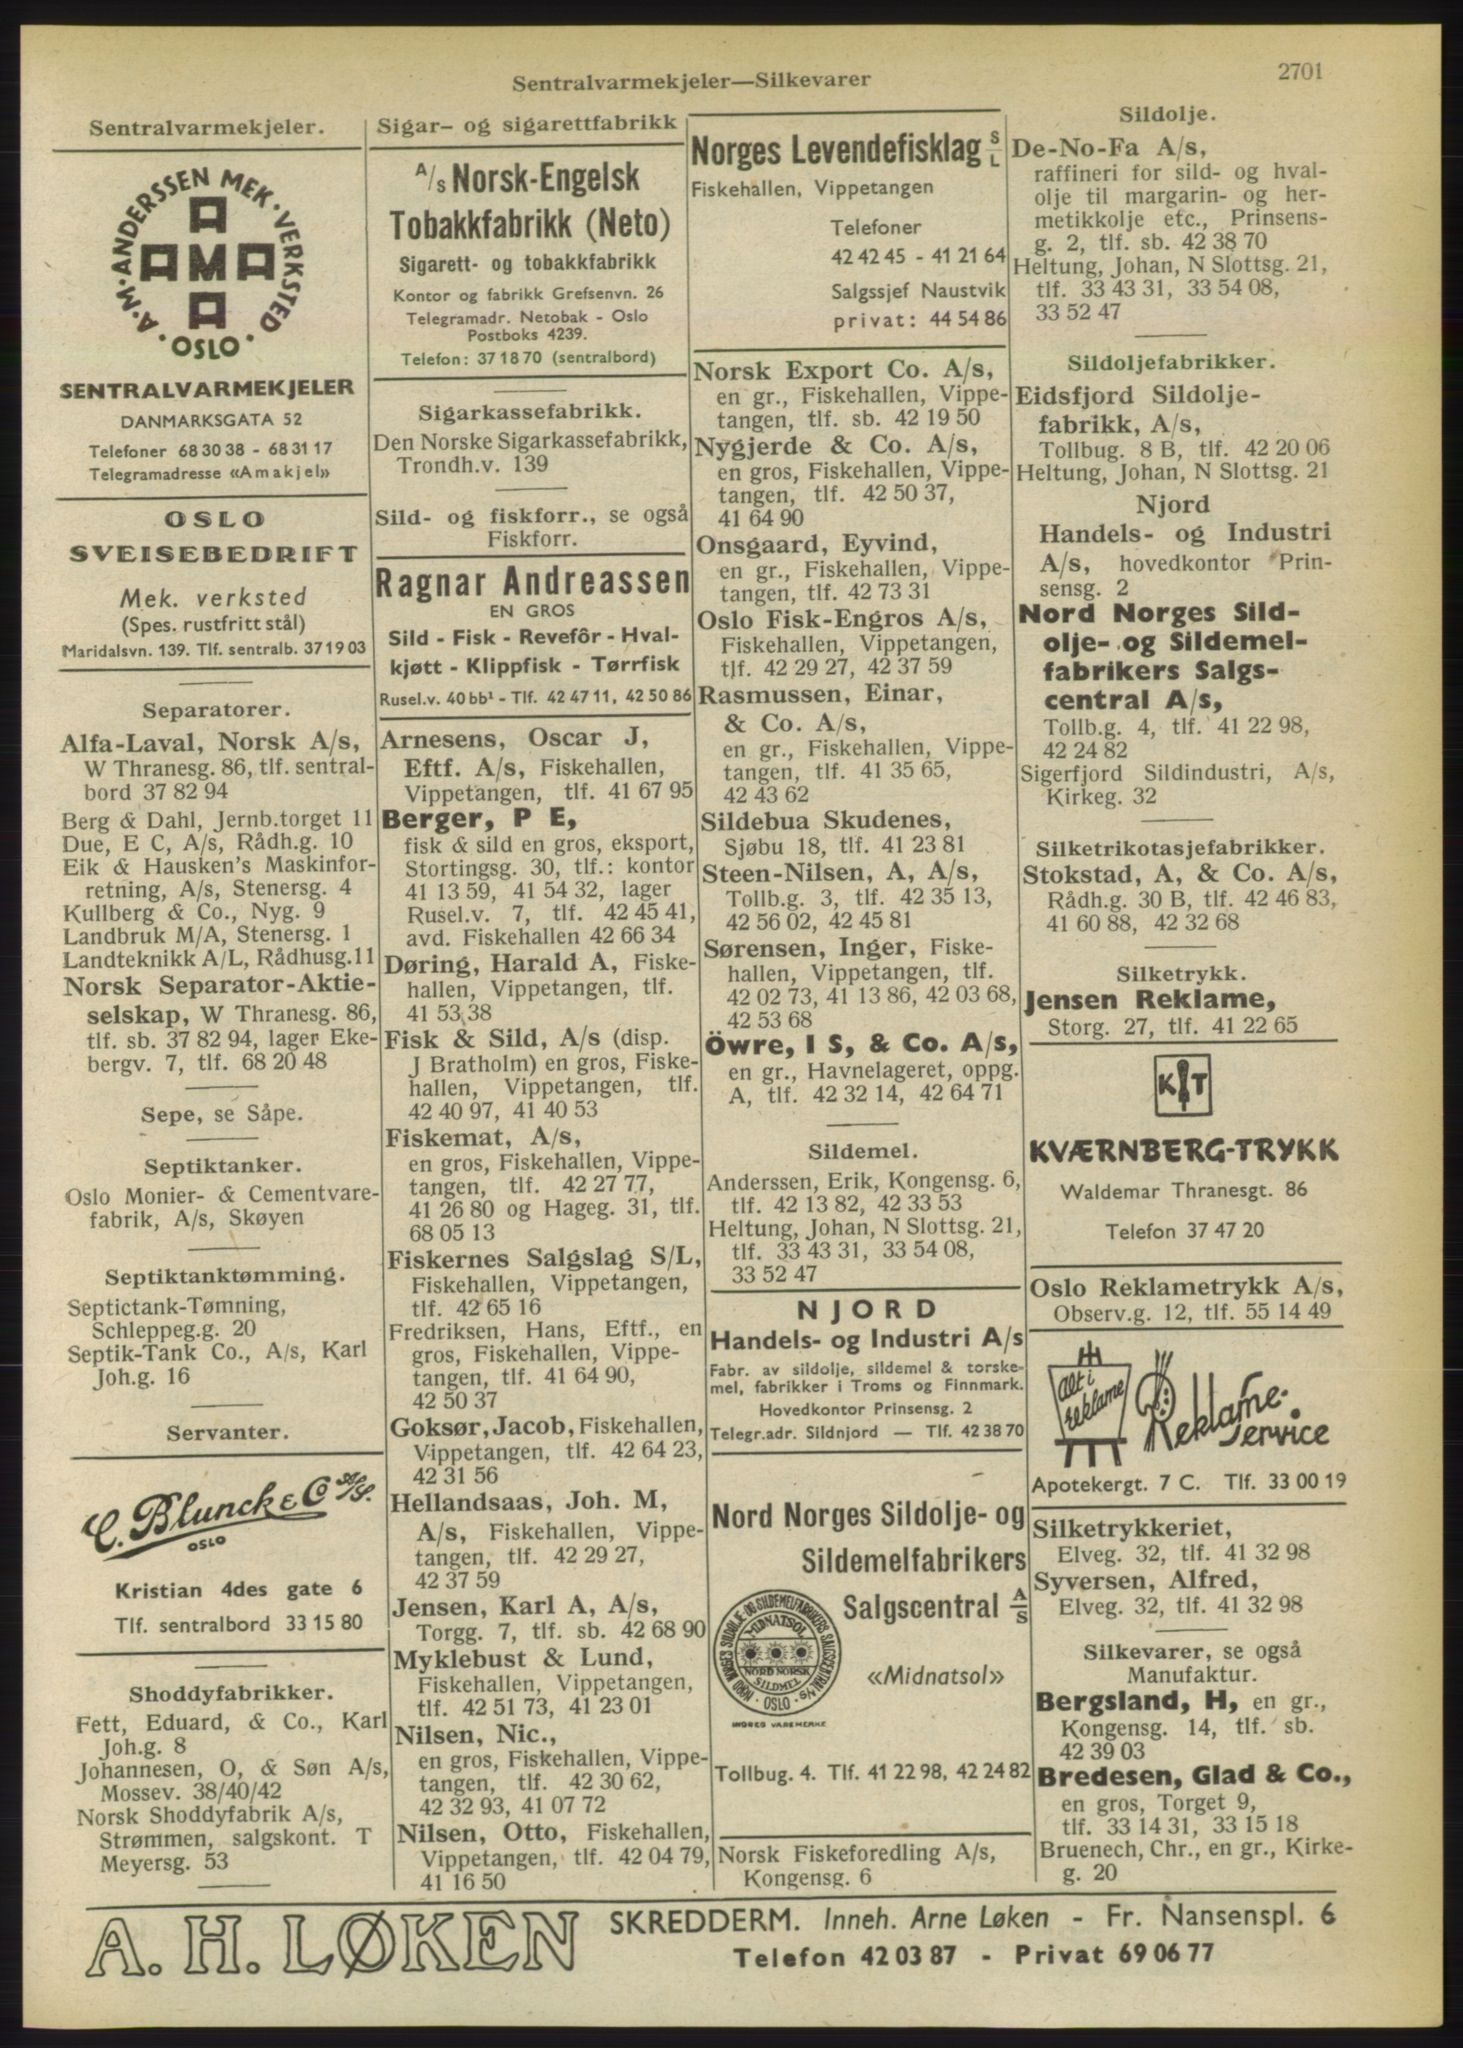 Sentralvarmekjeler—Silkevarer
2701
Sentralvarmekjeler.
A·M·ANDERSSEN MEK·VERKSTED·
AMA
·OSLO·
SENTRALVARMEKJELER
DANMARKSGATA 52
Telefoner 68 30 38 - 68 31 17
Telegramadresse «Amakjel»
OSLO
SVEISEBEDRIFT
Mek. verksted
(Spes. rustfritt stål)
Maridalsvn. 139. Tlf. sentralb. 37 19 03
Separatorer.
Alfa-Laval, Norsk A/s,
W Thranesg. 86, tlf. sentral-
bord 37 82 94
Berg & Dahl, Jernb.torget 11
Due, E C, A/s, Rådh.g. 10
Eik & Hausken's Maskinfor-
retning, A/s, Stenersg. 4
Kullberg & Co., Nyg. 9
Landbruk M/A, Stenersg. 1
Landteknikk A/L, Rådhusg.11
Norsk Separator-Aktie-
selskap, W Thranesg. 86,
tlf. sb. 37 82 94, lager Eke-
bergv. 7, tlf. 68 20 48
Sepe, se Såpe.
Septiktanker.
Oslo Monier- & Cementvare-
fabrik, A/s, Skøyen
Septiktanktømming.
Septictank-Tømning,
Schleppeg.g. 20
Septik-Tank Co., A/s, Karl
Joh.g. 16
Servanter.
C. Blunck & Co A/S.
OSLO
Kristian 4des gate 6
Tlf. sentralbord 33 15 80
Shoddyfabrikker.
Fett, Eduard, & Co., Karl
Joh.g. 8
Johannesen, O, & Søn A/s,
Mossev. 38/40/42
Norsk Shoddyfabrik A/s,
Strømmen, salgskont. T
Meyersg. 53
Sigar- og sigarettfabrikk
A/s Norsk-Engelsk
Tobakkfabrikk (Neto)
Sigarett- og tobakkfabrikk
Kontor og fabrikk Grefsenvn. 26
Telegramadr. Netobak - Oslo
Postboks 4239.
Telefon: 37 18 70 (sentralbord)
Sigarkassefabrikk.
Den Norske Sigarkassefabrikk,
Trondh.v. 139
Sild- og fiskforr., se også
Fiskforr.
Ragnar Andreassen
EN GROS
Sild - Fisk - Revefôr - Hval-
kjøtt - Klippfisk - Tørrfisk
Rusel.v. 40 bb¹ - Tlf. 42 47 11, 42 50 86
Arnesens, Oscar J,
Eftf. A/s, Fiskehallen,
Vippetangen, tlf. 41 67 95
Berger, P E,
fisk & sild en gros, eksport,
Stortingsg. 30, tlf.: kontor
41 13 59, 41 54 32, lager
Rusel.v. 7, tlf. 42 45 41,
avd. Fiskehallen 42 66 34
Døring, Harald A, Fiske-
hallen, Vippetangen, tlf.
41 53 38
Fisk & Sild, A/s (disp.
J Bratholm) en gros, Fiske-
hallen, Vippetangen, tlf.
42 40 97, 41 40 53
Fiskemat, A/s,
en gros, Fiskehallen, Vippe-
tangen, tlf. 42 27 77,
41 26 80 og Hageg. 31, tlf.
68 05 13
Fiskernes Salgslag S/L,
Fiskehallen, Vippetangen,
tlf. 42 65 16
Fredriksen, Hans, Eftf., en
gros, Fiskehallen, Vippe-
tangen, tlf. 41 64 90,
42 50 37
Goksør, Jacob, Fiskehallen,
Vippetangen, tlf. 42 64 23,
42 31 56
Hellandsaas, Joh. M,
A/s, Fiskehallen, Vippe-
tangen, tlf. 42 29 27,
42 37 59
Jensen, Karl A, A/s,
Torgg. 7, tlf. sb. 42 68 90
Myklebust & Lund,
Fiskehallen, Vippetangen,
tlf. 42 51 73, 41 23 01
Nilsen, Nic.,
en gros, Fiskehallen, Vippe-
tangen, tlf. 42 30 62,
42 32 93, 41 07 72
Nilsen, Otto, Fiskehallen,
Vippetangen, tlf. 42 04 79,
41 16 50
Norges Levendefisklag S/L
Fiskehallen, Vippetangen
Telefoner
42 42 45 - 41 21 64
Salgssjef Naustvik
privat: 44 54 86
Norsk Export Co. A/s,
en gr., Fiskehallen, Vippe-
tangen, tlf. sb. 42 19 50
Nygjerde & Co. A/s,
en gros, Fiskehallen, Vippe-
tangen, tlf. 42 50 37,
41 64 90
Onsgaard, Eyvind,
en gr., Fiskehallen, Vippe-
tangen, tlf. 42 73 31
Oslo Fisk-Engros A/s,
Fiskehallen, Vippetangen,
tlf. 42 29 27, 42 37 59
Rasmussen, Einar,
& Co. A/s,
en gr., Fiskehallen, Vippe-
tangen, tlf. 41 35 65,
42 43 62
Sildebua Skudenes,
Sjøbu 18, tlf. 41 23 81
Steen-Nilsen, A, A/s,
Tollb.g. 3, tlf. 42 35 13,
42 56 02, 42 45 81
Sørensen, Inger, Fiske-
hallen, Vippetangen, tlf.
42 02 73, 41 13 86, 42 03 68,
42 53 68
Öwre, I S, & Co. A/s,
en gr., Havnelageret, oppg.
A, tlf. 42 32 14, 42 64 71
Sildemel.
Anderssen, Erik, Kongensg. 6,
tlf. 42 13 82, 42 33 53
Heltung, Johan, N Slottsg. 21,
tlf. 33 43 31, 33 54 08,
33 52 47
NJORD
Handels- og Industri A/s
Fabr. av sildolje, sildemel & torske-
mel, fabrikker i Troms og Finnmark.
Hovedkontor Prinsensg. 2
Telegr.adr. Sildnjord — Tlf. 42 38 70
Nord Norges Sildolje- og
Sildemelfabrikers
Salgscentral A/S
NORD NORGES SILDOLJE- OG SILDEMELFABRIKERS SALGSCENTRAL A/S · OSLO ·
MIDNATSOL
NORD NORSK
SILDMEL
INDREG VAREMERKE
«Midnatsol»
Tollbug. 4. Tlf. 41 22 98, 42 24 82
Norsk Fiskeforedling A/s,
Kongensg. 6
Sildolje.
De-No-Fa A/s,
raffineri for sild- og hval-
olje til margarin- og her-
metikkolje etc., Prinsens-
g. 2, tlf. sb. 42 38 70
Heltung, Johan, N Slottsg. 21,
tlf. 33 43 31, 33 54 08,
33 52 47
Sildoljefabrikker.
Eidsfjord Sildolje-
fabrikk, A/s,
Tollbug. 8 B, tlf. 42 20 06
Heltung, Johan, N Slottsg. 21
Njord
Handels- og Industri
A/s, hovedkontor Prin-
sensg. 2
Nord Norges Sild-
olje- og Sildemel-
fabrikers Salgs-
central A/s,
Tollb.g. 4, tlf. 41 22 98,
42 24 82
Sigerfjord Sildindustri, A/s,
Kirkeg. 32
Silketrikotasjefabrikker.
Stokstad, A, & Co. A/s,
Rådh.g. 30 B, tlf. 42 46 83,
41 60 88, 42 32 68
Silketrykk.
Jensen Reklame,
Storg. 27, tlf. 41 22 65
K T
KVÆRNBERG-TRYKK
Waldemar Thranesgt. 86
Telefon 37 47 20
Oslo Reklametrykk A/s,
Observ.g. 12, tlf. 55 14 49
Alt i
reklame
Reklame-
Service
Apotekergt. 7 C. Tlf. 33 00 19
Silketrykkeriet,
Elveg. 32, tlf. 41 32 98
Syversen, Alfred,
Elveg. 32, tlf. 41 32 98
Silkevarer, se også
Manufaktur.
Bergsland, H, en gr.,
Kongensg. 14, tlf. sb.
42 39 03
Bredesen, Glad & Co.,
en gros, Torget 9,
tlf. 33 14 31, 33 15 18
Bruenech, Chr., en gr., Kirke-
g. 20
A. H. LØKEN
SKREDDERM. Inneh. Arne Løken - Fr. Nansenspl. 6
Telefon 42 03 87 - Privat 69 06 77